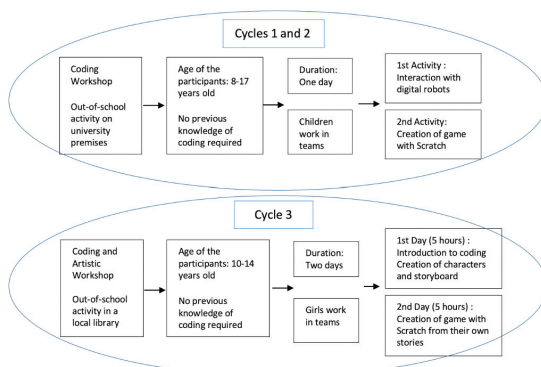 Cycles 1 and 2
Coding
Workshop
Out-of-school
activity on
university
premises
Age of the
participants: 8-17
years old
No previous
knowledge of
coding required
Duration:
One day
Children
work in
teams
1st Activity :
Interaction with
digital robots
2nd Activity:
Creation of game
with Scratch
Cycle 3
Coding and
Artistic
Workshop
Out-of-school
activity in a
local library
Age of the
participants: 10-14
years old
No previous
knowledge of
coding required
Duration:
Two days
Girls work
in teams
1st Day (5 hours) :
Introduction to coding
Creation of characters
and storyboard
2nd Day (5 hours) :
Creation of game with
Scratch from their own
stories